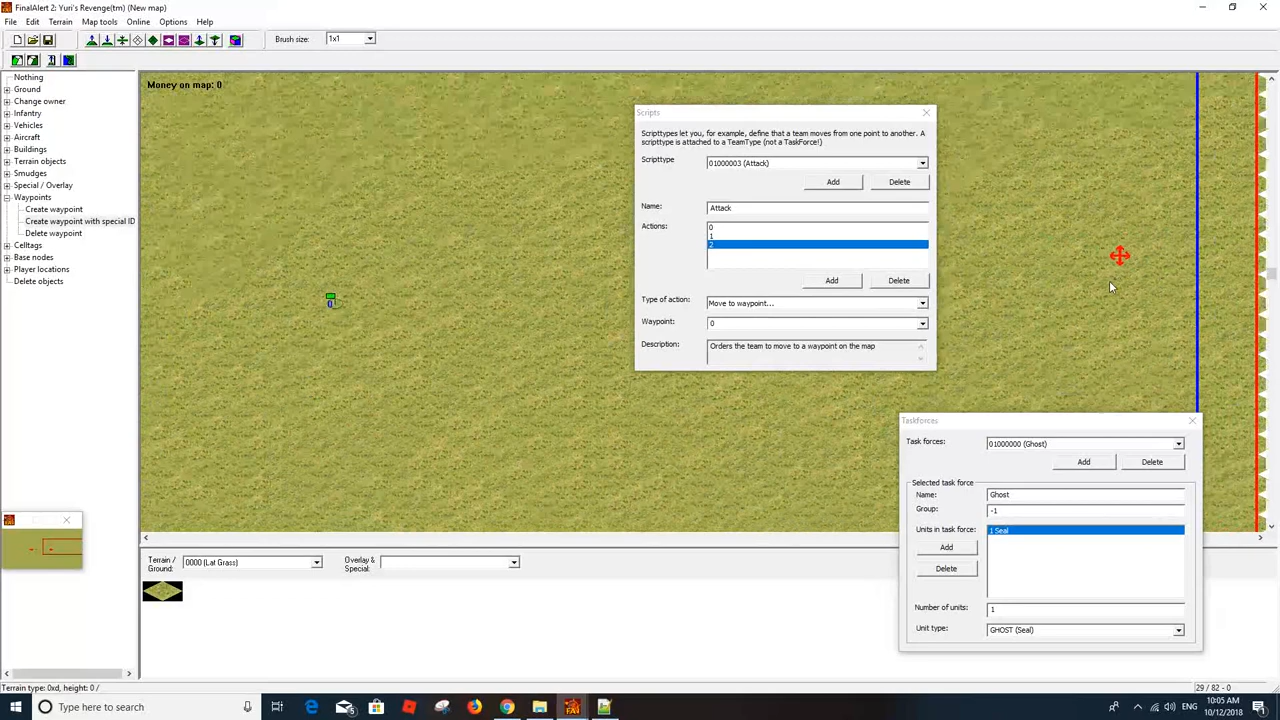 FinalAlert 2: Yuri's Revenge(tm) (New map)
File Edit Terrain Map tools Online Options Help
Brush size: 1x1
Nothing
Ground
Change owner
Infantry
Vehicles
Aircraft
Buildings
Terrain objects
Smudges
Special / Overlay
Waypoints
Create waypoint
Create waypoint with special ID
Delete waypoint
Celltags
Base nodes
Player locations
Delete objects
Money on map: 0
0
Scripts
Scripttypes let you, for example, define that a team moves from one point to another. A
scripttype is attached to a TeamType (not a TaskForce!)
Scripttype 01000003 (Attack)
Add Delete
Name: Attack
Actions: 0
1
2
Add Delete
Type of action: Move to waypoint...
Waypoint: 0
Description: Orders the team to move to a waypoint on the map
Taskforces
Task forces: 01000000 (Ghost)
Add Delete
Selected task force
Name: Ghost
Group: -1
Units in task force: 1 Seal
Add
Delete
Number of units: 1
Unit type: GHOST (Seal)
Terrain / Ground: 0000 (Lat Grass)
Overlay & Special:
Terrain type: 0xd, height: 0 /
29 / 82 - 0
Type here to search
10:05 AM
10/12/2018